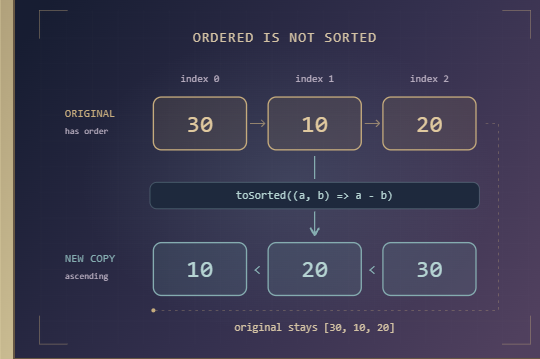 ORDERED IS NOT SORTED
index 0 index 1 index 2
ORIGINAL
has order
30 → 10 → 20
toSorted((a, b) => a - b)
NEW COPY
ascending
10 < 20 < 30
original stays [30, 10, 20]